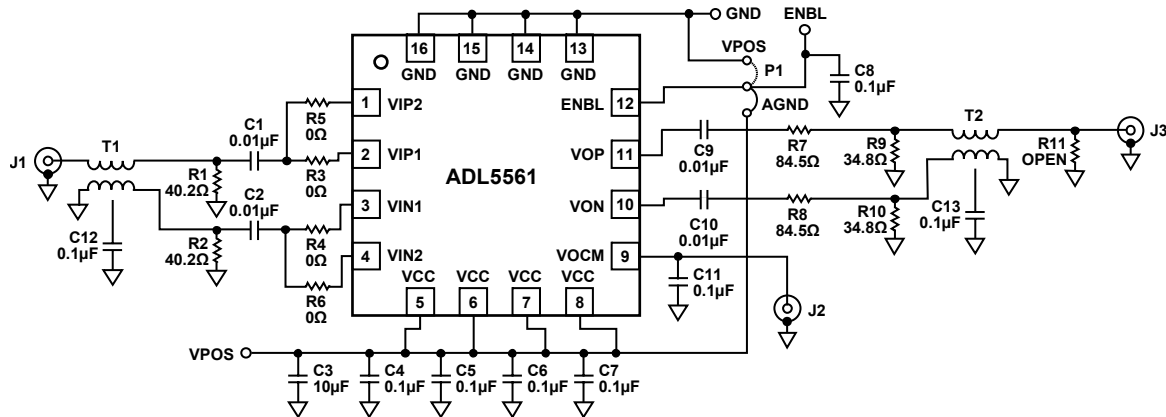 GND
ENBL
16
15
14
13
GND
GND
GND
GND
VPOS
P1
C8
0.1µF
1
VIP2
ENBL
12
AGND
R5
0Ω
C1
0.01µF
T1
T2
J1
J3
2
VIP1
VOP
11
C9
0.01µF
R7
84.5Ω
R9
34.8Ω
R11
OPEN
R1
40.2Ω
R3
0Ω
ADL5561
C2
0.01µF
3
VIN1
VON
10
C10
0.01µF
R8
84.5Ω
R10
34.8Ω
C13
0.1µF
C12
0.1µF
R2
40.2Ω
R4
0Ω
4
VIN2
VOCM
9
C11
0.1µF
R6
0Ω
VCC
VCC
VCC
VCC
5
6
7
8
J2
VPOS
C3
10µF
C4
0.1µF
C5
0.1µF
C6
0.1µF
C7
0.1µF